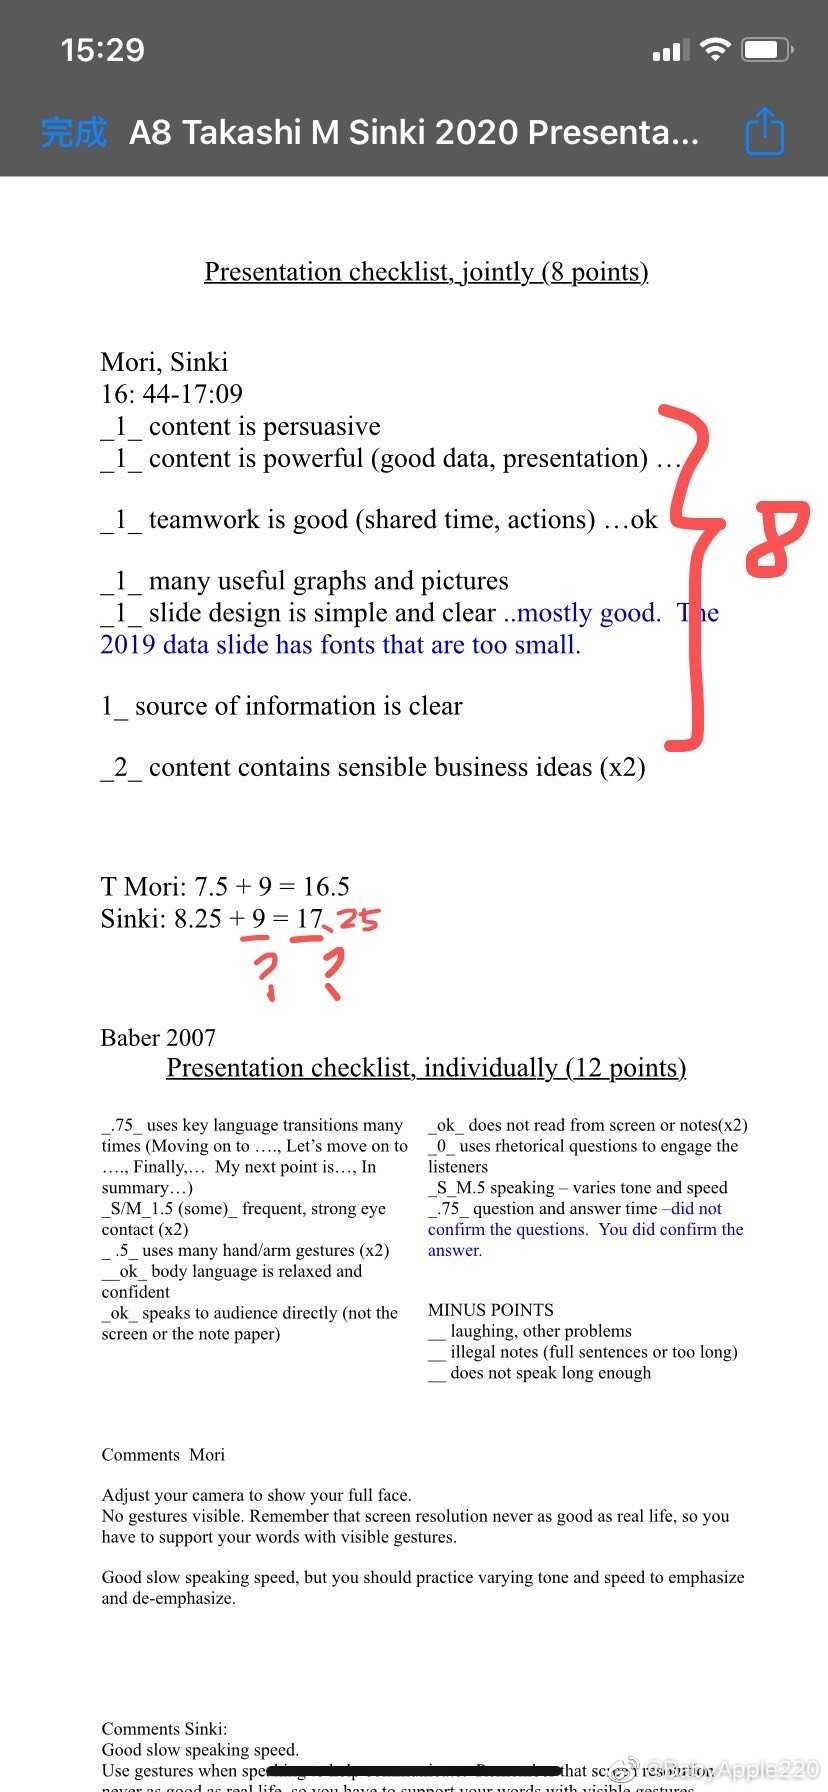 15:29
完成 A8 Takashi M Sinki 2020 Presenta...
Presentation checklist, jointly (8 points)
Mori, Sinki
16: 44-17:09
_1_ content is persuasive
_1_ content is powerful (good data, presentation) …
_1_ teamwork is good (shared time, actions) …ok
8
_1_ many useful graphs and pictures
_1_ slide design is simple and clear ..mostly good. The
2019 data slide has fonts that are too small.
1_ source of information is clear
_2_ content contains sensible business ideas (x2)
T Mori: 7.5 + 9 = 16.5
Sinki: 8.25 + 9 = 17、25
? ?
Baber 2007
Presentation checklist, individually (12 points)
_.75_ uses key language transitions many
times (Moving on to …., Let’s move on to
…., Finally,… My next point is…, In
summary…)
_S/M_1.5 (some)_ frequent, strong eye
contact (x2)
_ .5_ uses many hand/arm gestures (x2)
__ok_ body language is relaxed and
confident
_ok_ speaks to audience directly (not the
screen or the note paper)
_ok_ does not read from screen or notes(x2)
_0_ uses rhetorical questions to engage the
listeners
_S_M.5 speaking – varies tone and speed
_.75_ question and answer time –did not
confirm the questions. You did confirm the
answer.
MINUS POINTS
__ laughing, other problems
__ illegal notes (full sentences or too long)
__ does not speak long enough
Comments Mori
Adjust your camera to show your full face.
No gestures visible. Remember that screen resolution never as good as real life, so you
have to support your words with visible gestures.
Good slow speaking speed, but you should practice varying tone and speed to emphasize
and de-emphasize.
Comments Sinki:
Good slow speaking speed.
Use gestures when that screen resolution
never as good as real life, so you have to support your words with visible gestures.
@BabyApple220